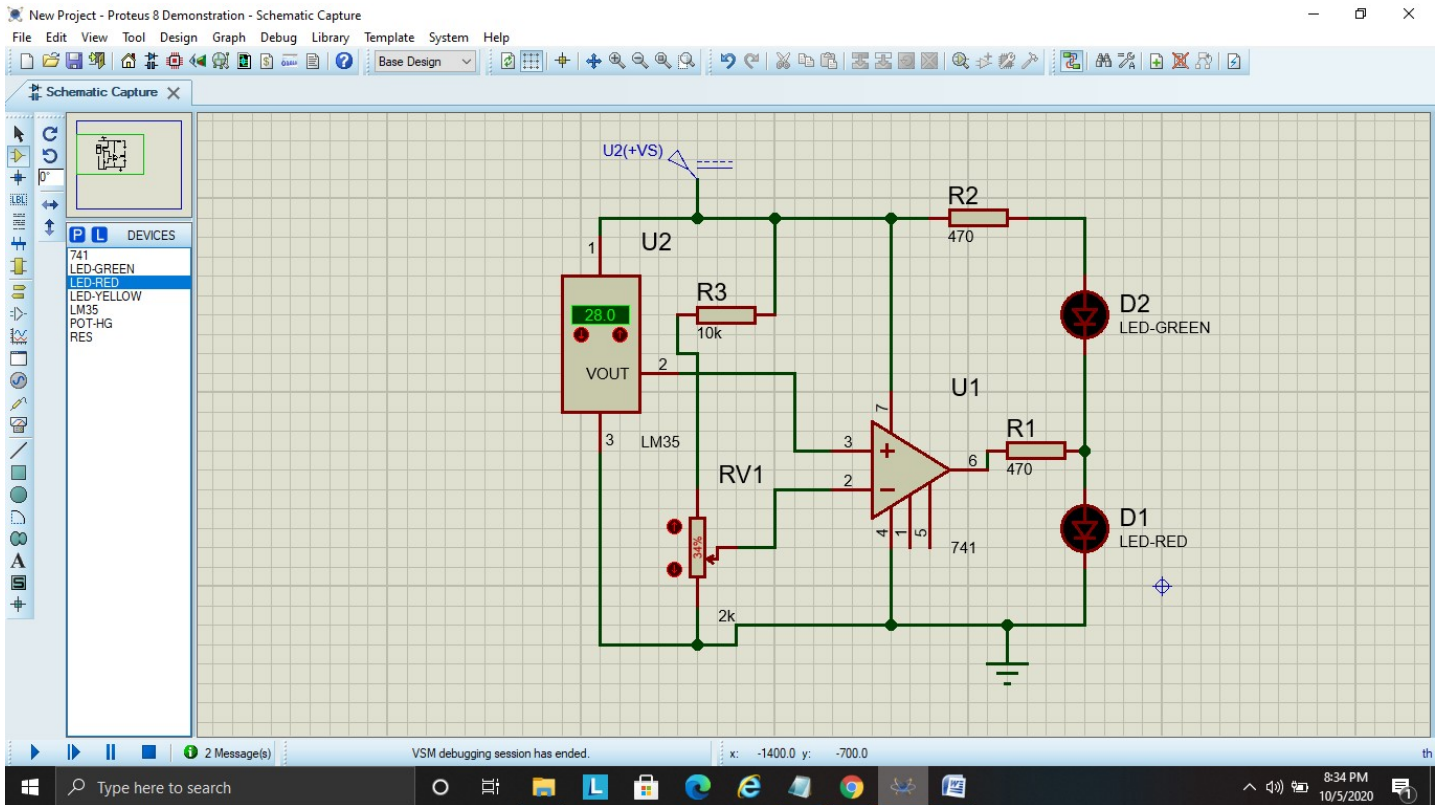 New Project - Proteus 8 Demonstration - Schematic Capture
File Edit View Tool Design Graph Debug Library Template System Help
Base Design
Schematic Capture
0°
LBL
P L DEVICES
741
LED-GREEN
LED-RED
LED-YELLOW
LM35
POT-HG
RES
A
S
U2(+VS)
R2
470
1
U2
28.0
VOUT
2
3
LM35
R3
10k
D2
LED-GREEN
U1
7
3
2
6
4
1
5
741
R1
470
RV1
34%
2k
D1
LED-RED
2 Message(s)
VSM debugging session has ended.
x: -1400.0 y: -700.0
th
Type here to search
L
8:34 PM
10/5/2020
1